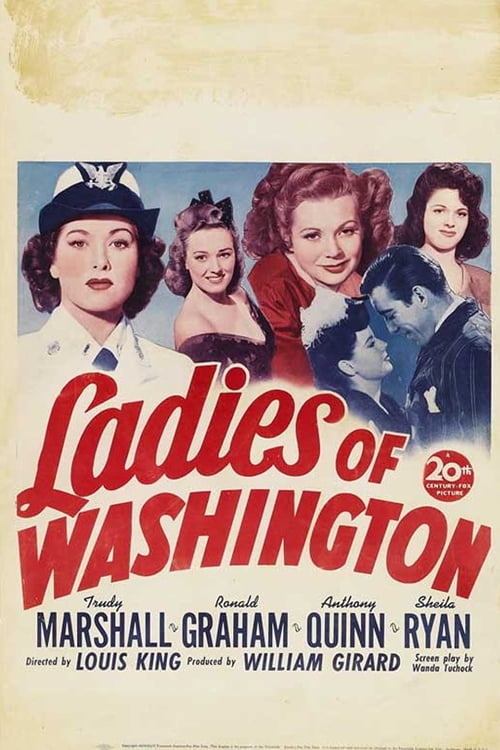 Ladies OF
WASHINGTON
A
20th
CENTURY-FOX
PICTURE
Trudy Ronald Anthony Sheila
MARSHALL GRAHAM QUINN RYAN
Directed by LOUIS KING Produced by WILLIAM GIRARD Screen play by
Wanda Tuchock